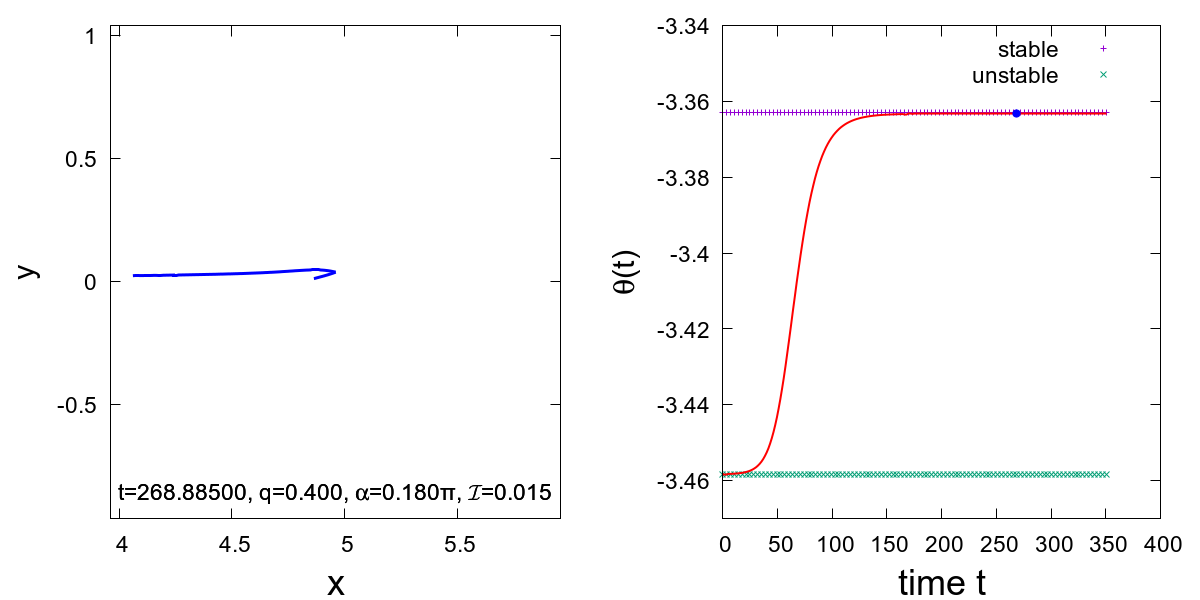 1
0.5
0
-0.5
y
t=268.88500, q=0.400, α=0.180π, ℐ=0.015
4 4.5 5 5.5
x
-3.34
-3.36
-3.38
-3.4
-3.42
-3.44
-3.46
θ(t)
stable
unstable
0 50 100 150 200 250 300 350 400
time t